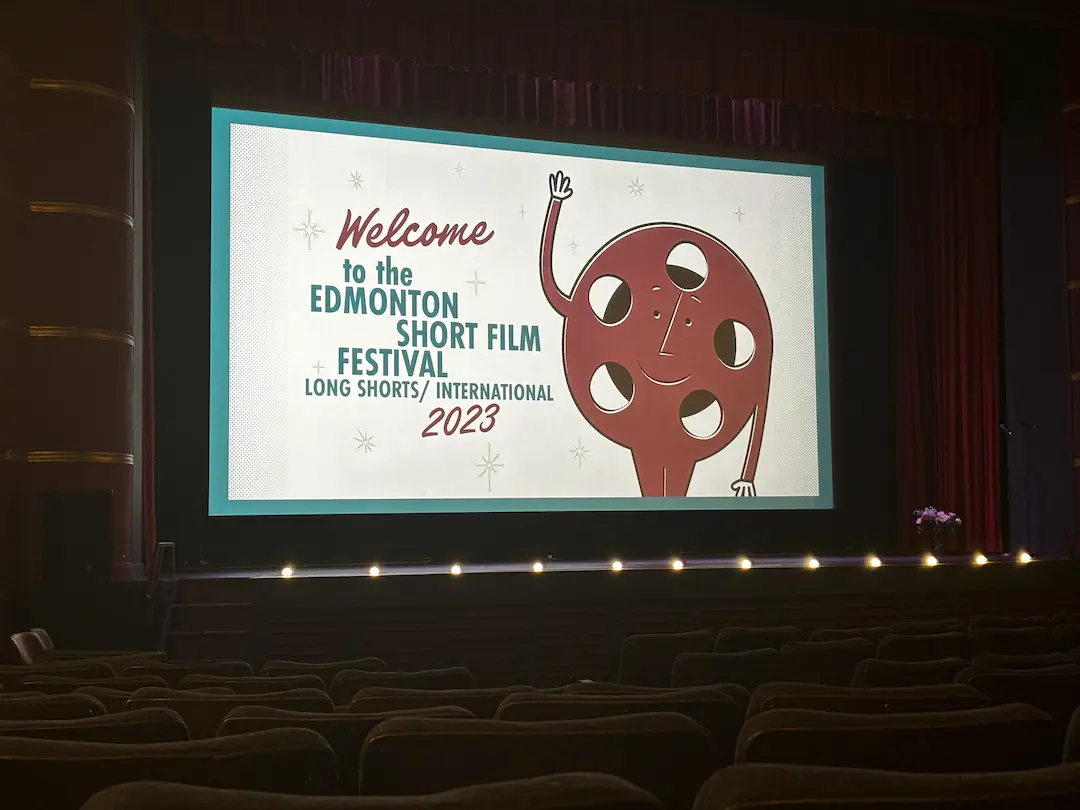 Welcome
to the
EDMONTON
SHORT FILM
FESTIVAL
LONG SHORTS/ INTERNATIONAL
2023